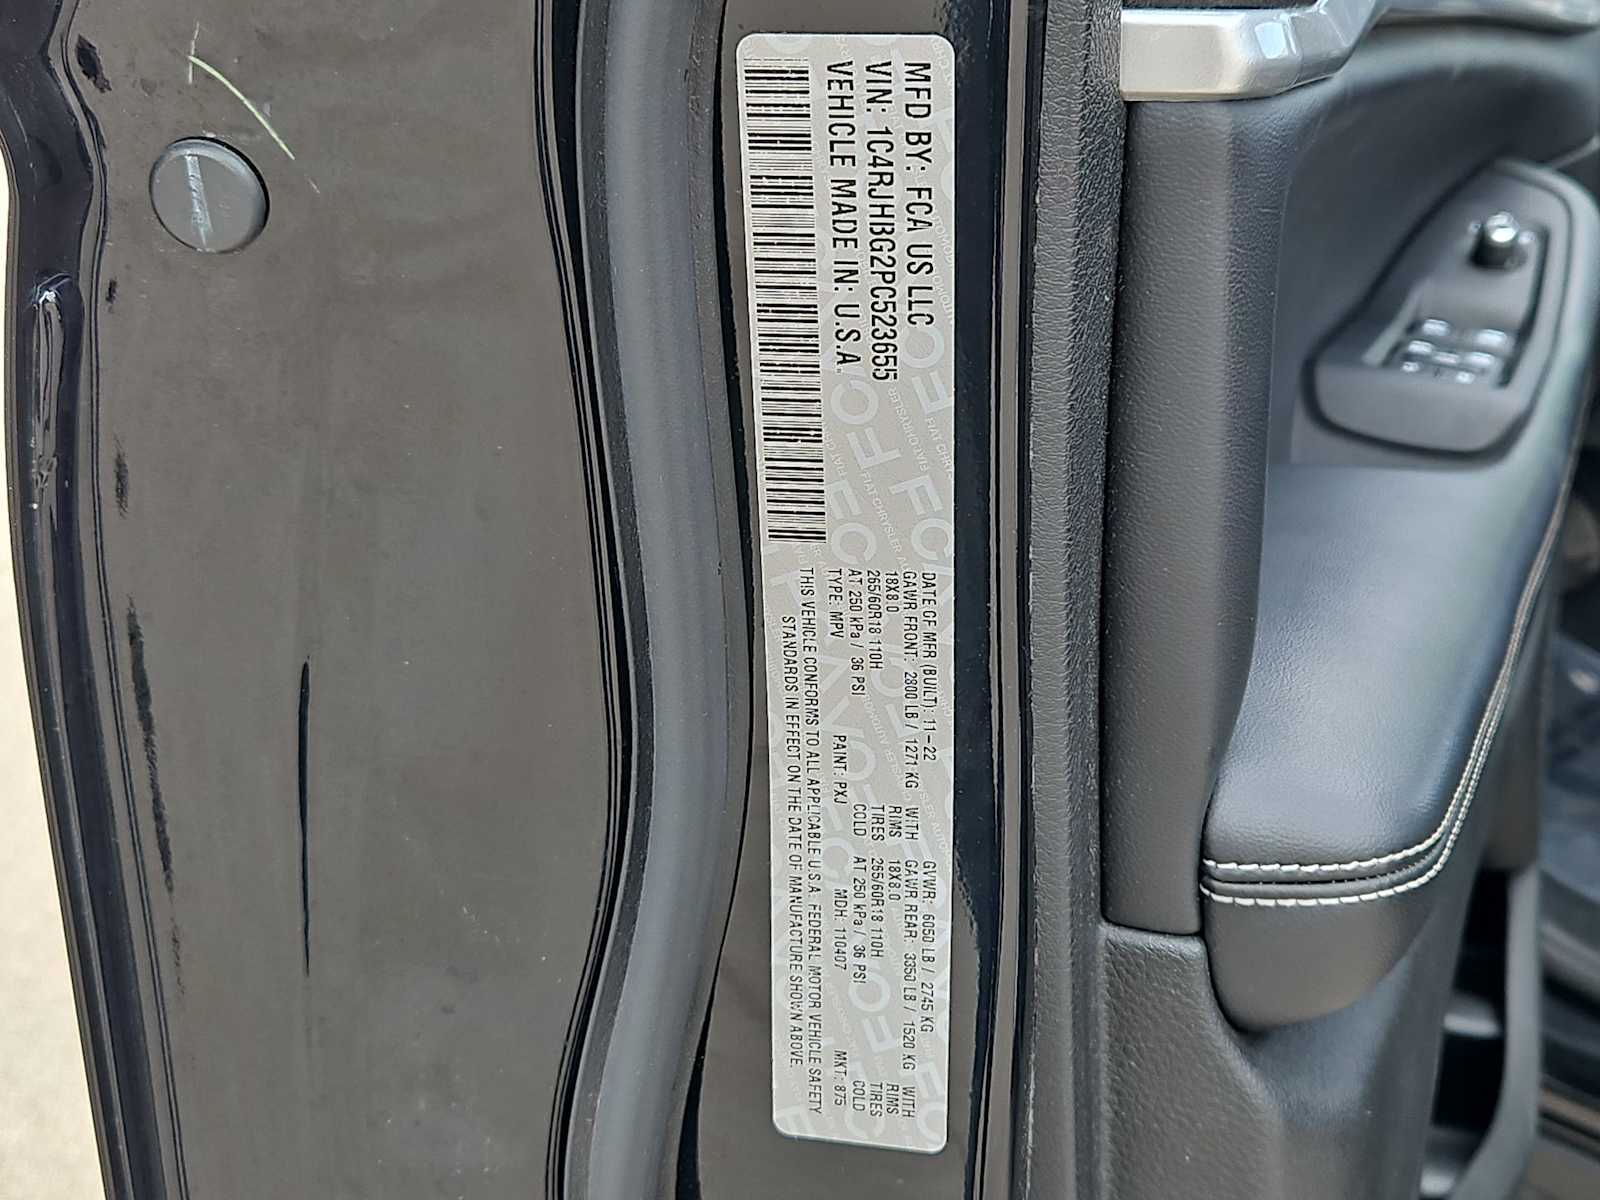 MFD BY: FCA US LLC
VIN: 1C4RJHBG2PC523655
VEHICLE MADE IN: U.S.A.
DATE OF MFR (BUILT): 11-22 GVWR: 6050 LB / 2745 KG
GAWR FRONT: 2800 LB / 1271 KG WITH GAWR REAR: 3350 LB / 1520 KG WITH
18X8.0 RIMS 18X8.0 RIMS
265/60R18 110H TIRES 265/60R18 110H TIRES
AT 250 kPa / 36 PSI COLD AT 250 kPa / 36 PSI COLD
TYPE: MPV PAINT: PXJ MDH: 110407 MKT: 875
THIS VEHICLE CONFORMS TO ALL APPLICABLE U.S.A. FEDERAL MOTOR VEHICLE SAFETY
STANDARDS IN EFFECT ON THE DATE OF MANUFACTURE SHOWN ABOVE.